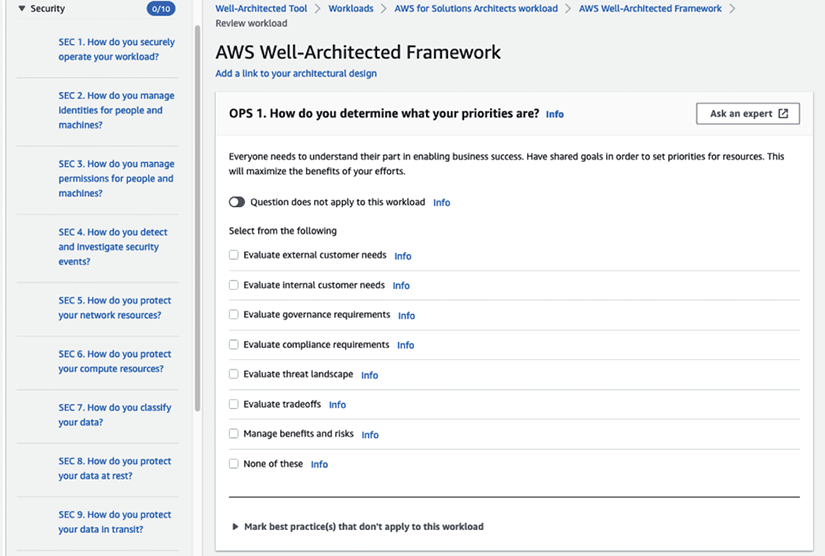 Security
0/10
SEC 1. How do you securely
operate your workload?
SEC 2. How do you manage
identities for people and
machines?
SEC 3. How do you manage
permissions for people and
machines?
SEC 4. How do you detect
and investigate security
events?
SEC 5. How do you protect
your network resources?
SEC 6. How do you protect
your compute resources?
SEC 7. How do you classify
your data?
SEC 8. How do you protect
your data at rest?
SEC 9. How do you protect
your data in transit?
Well-Architected Tool > Workloads > AWS for Solutions Architects workload > AWS Well-Architected Framework >
Review workload
AWS Well-Architected Framework
Add a link to your architectural design
OPS 1. How do you determine what your priorities are? Info
Ask an expert
Everyone needs to understand their part in enabling business success. Have shared goals in order to set priorities for resources. This
will maximize the benefits of your efforts.
Question does not apply to this workload Info
Select from the following
Evaluate external customer needs Info
Evaluate internal customer needs Info
Evaluate governance requirements Info
Evaluate compliance requirements Info
Evaluate threat landscape Info
Evaluate tradeoffs Info
Manage benefits and risks Info
None of these Info
Mark best practice(s) that don't apply to this workload